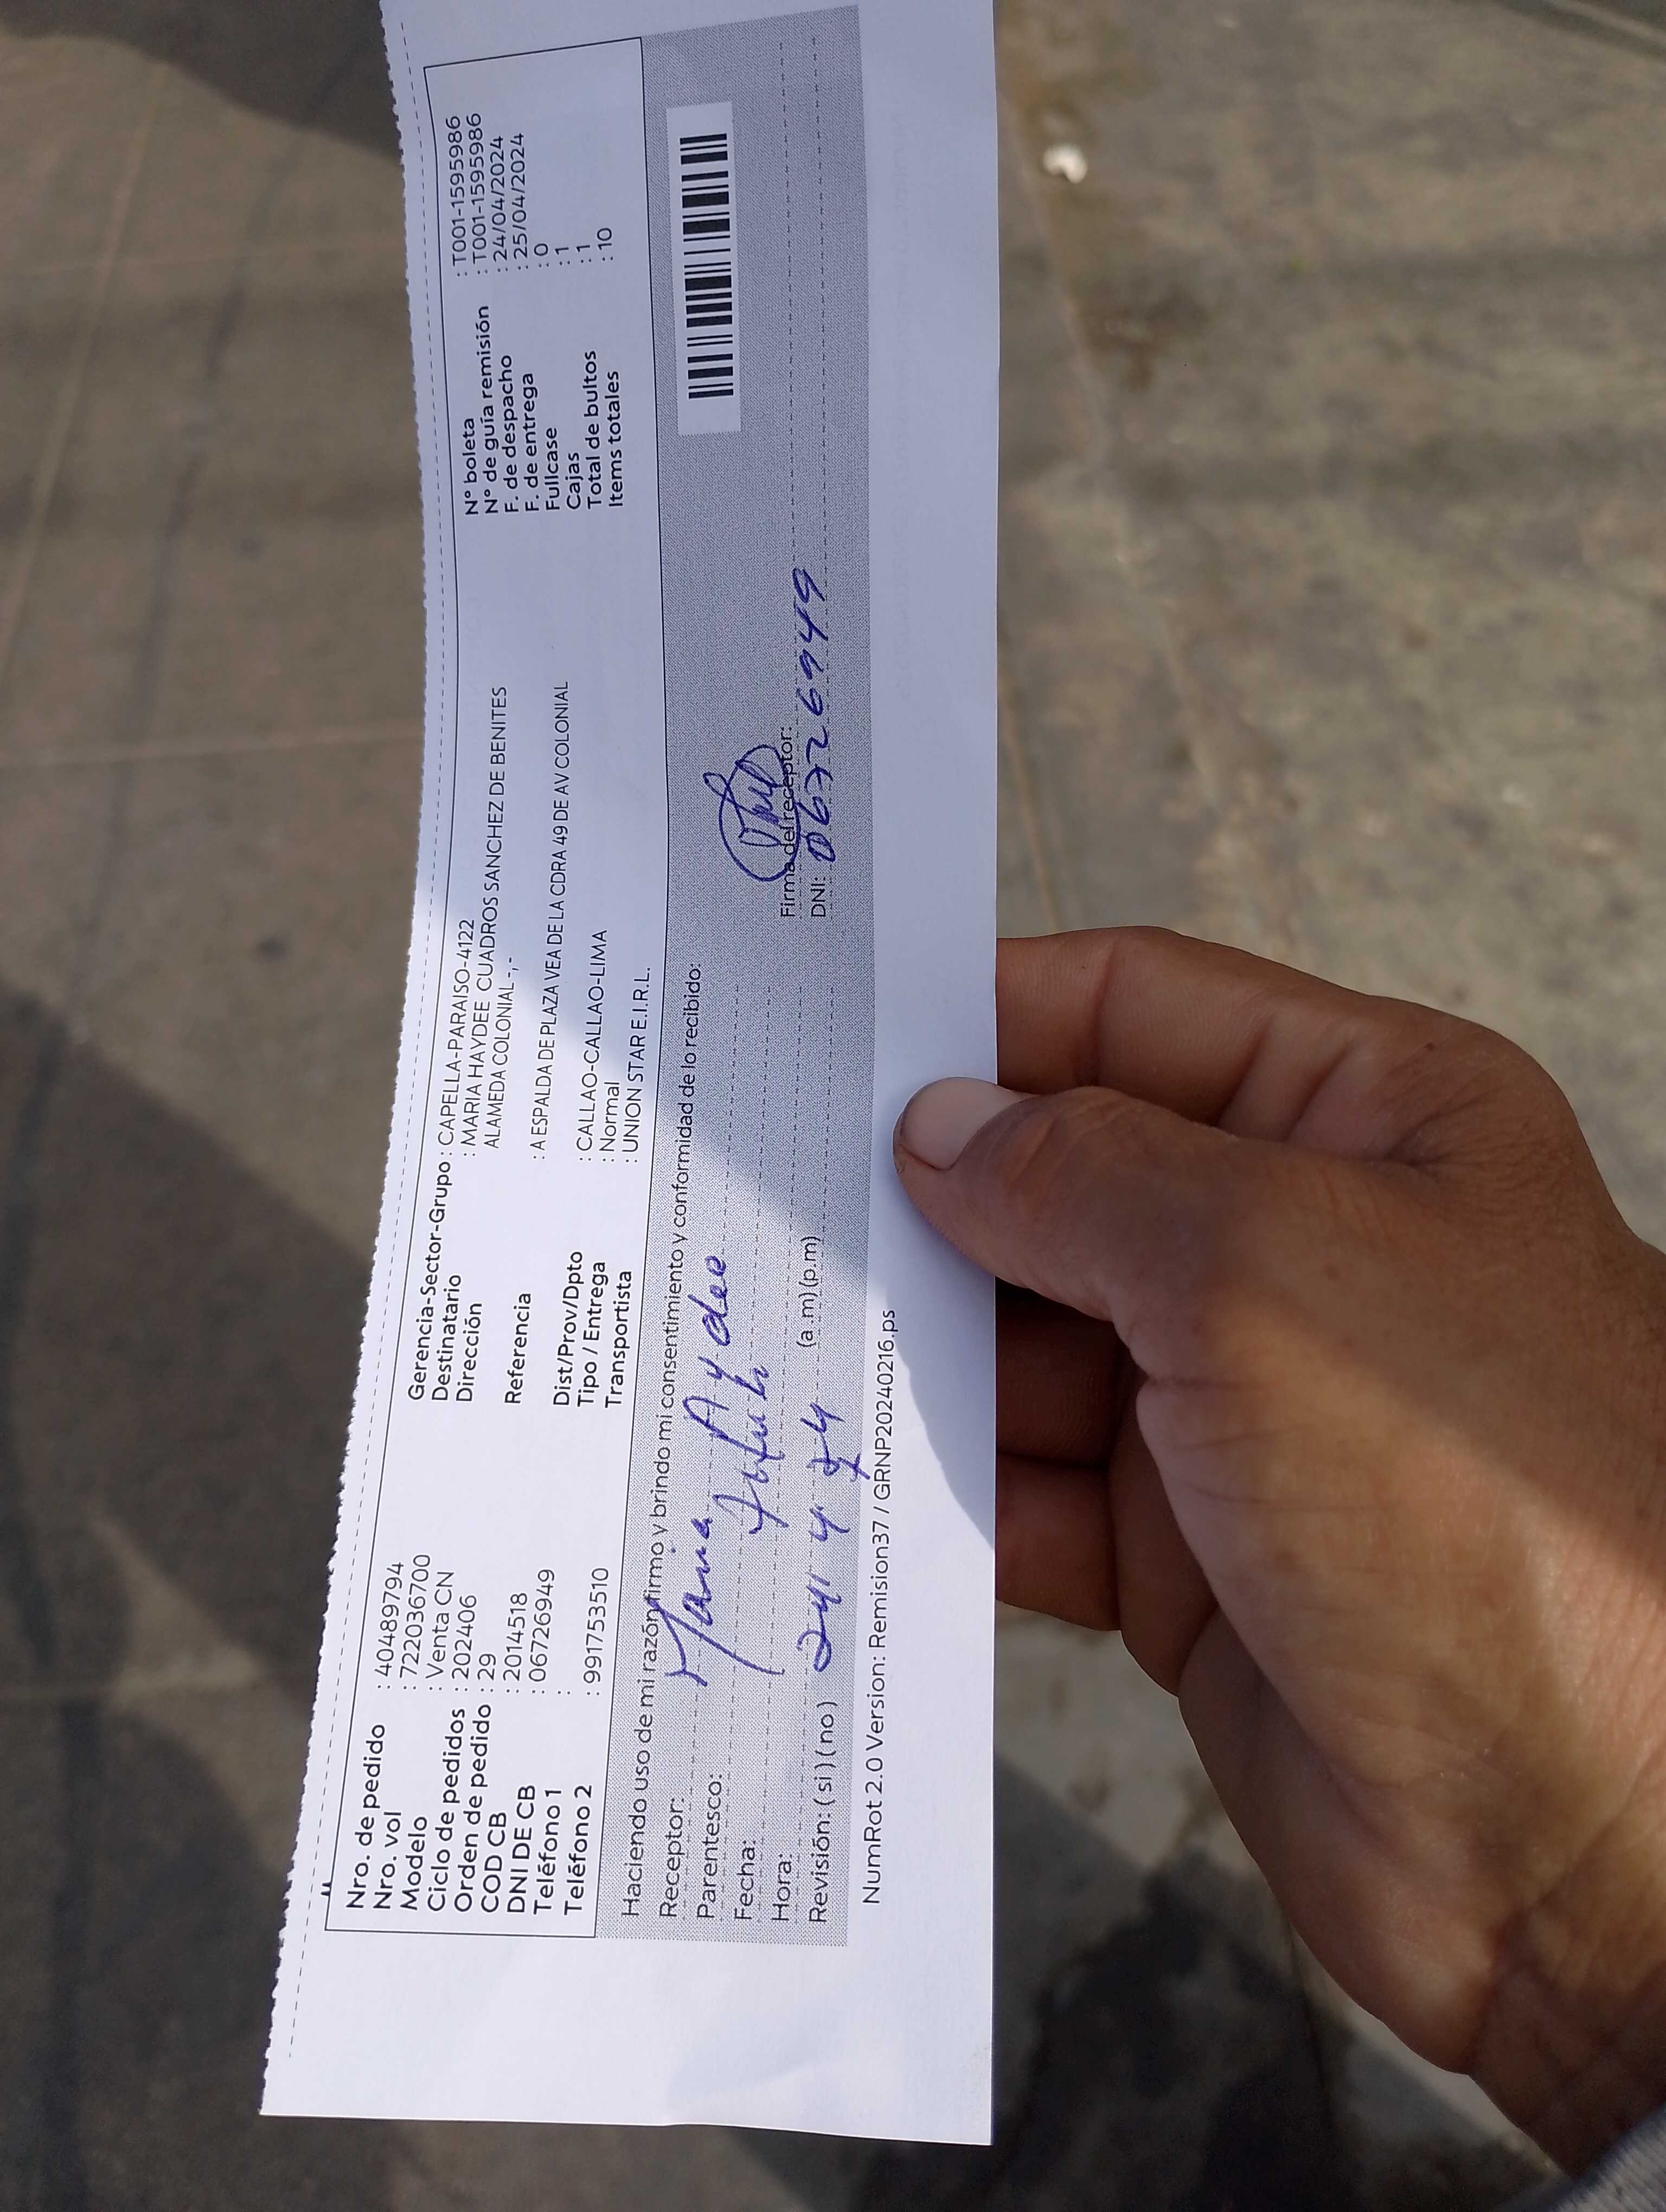 Nro. de pedido : 40489794
Nro. vol : 7220367​00
Modelo : Venta CN
Ciclo de pedidos : 202406
Orden de pedido : 29
COD CB : 2014518
DNI DE CB : 06726949
Teléfono 1 :
Teléfono 2 : 991753510
Gerencia-Sector-Grupo : CAPELLA-PARAISO-4122
Destinatario : MARIA HAYDEE CUADROS SANCHEZ DE BENITES
Dirección ALAMEDA COLONIAL -,-
Referencia : A ESPALDA DE PLAZA VEA DE LA CDRA 49 DE AV COLONIAL
Dist/Prov/Dpto : CALLAO-CALLAO-LIMA
Tipo / Entrega : Normal
Transportista : UNION STAR E.I.R.L.
N° boleta : T001-1595986
N° de guía remisión : T001-1595986
F. de despacho : 24/04/2024
F. de entrega : 25/04/2024
Fullcase : 0
Cajas : 1
Total de bultos : 1
Items totales : 10
Haciendo uso de mi razón firmo y brindo mi consentimiento y conformidad de lo recibido:
Receptor: Maria Aydee
Parentesco:
Fecha:
Hora: 24 4 24 (a.m)(p.m)
Revisión: (si) (no)
Firma del receptor:
DNI: 06726949
NumRot 2.0 Version: Remision37 / GRNP20240216.ps